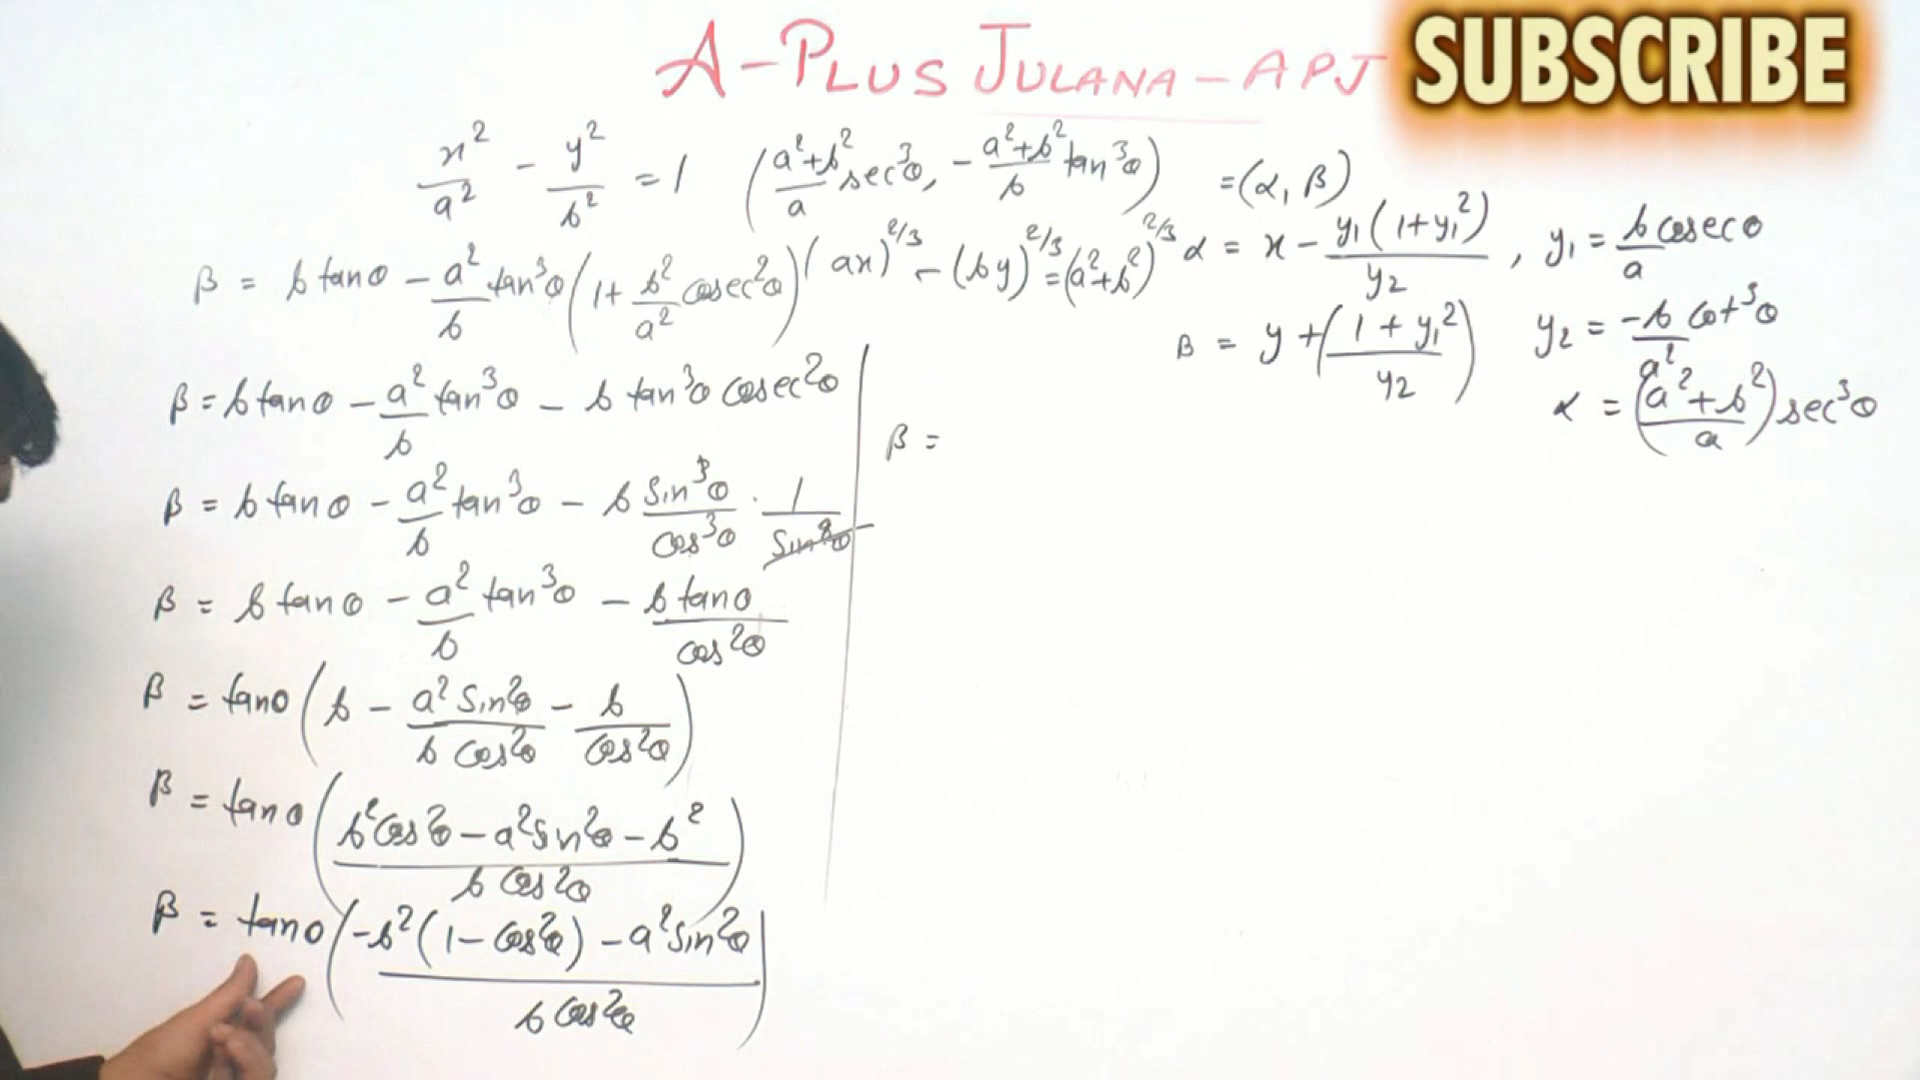 A-PLUS JULANA-APJ
SUBSCRIBE
x²/a² - y²/b² = 1 (a²+b²/a sec³θ, - a²+b²/b tan³θ) = (α, β)
β = b tanθ - a²/b tan³θ (1 + b²/a² cosec²θ)
(ax)^2/3 - (by)^2/3 = (a²+b²)^2/3
α = x - y₁(1+y₁²)/y₂ , y₁ = b cosecθ/a
β = y + (1+y₁²/y₂) y₂ = -b/a² cot³θ
α = (a²+b²/a) sec³θ
β = b tanθ - a²/b tan³θ - b tan³θ cosec²θ
β = b tanθ - a²/b tan³θ - b sin³θ/cos³θ · 1/sin²θ
β = b tanθ - a²/b tan³θ - b tanθ/cos²θ
β = tanθ (b - a² sin²θ/b cos²θ - b/cos²θ)
β = tanθ (b²cos²θ - a²sin²θ - b²/b cos²θ)
β = tanθ (-b²(1-cos²θ) - a²sin²θ/b cos²θ)
β =